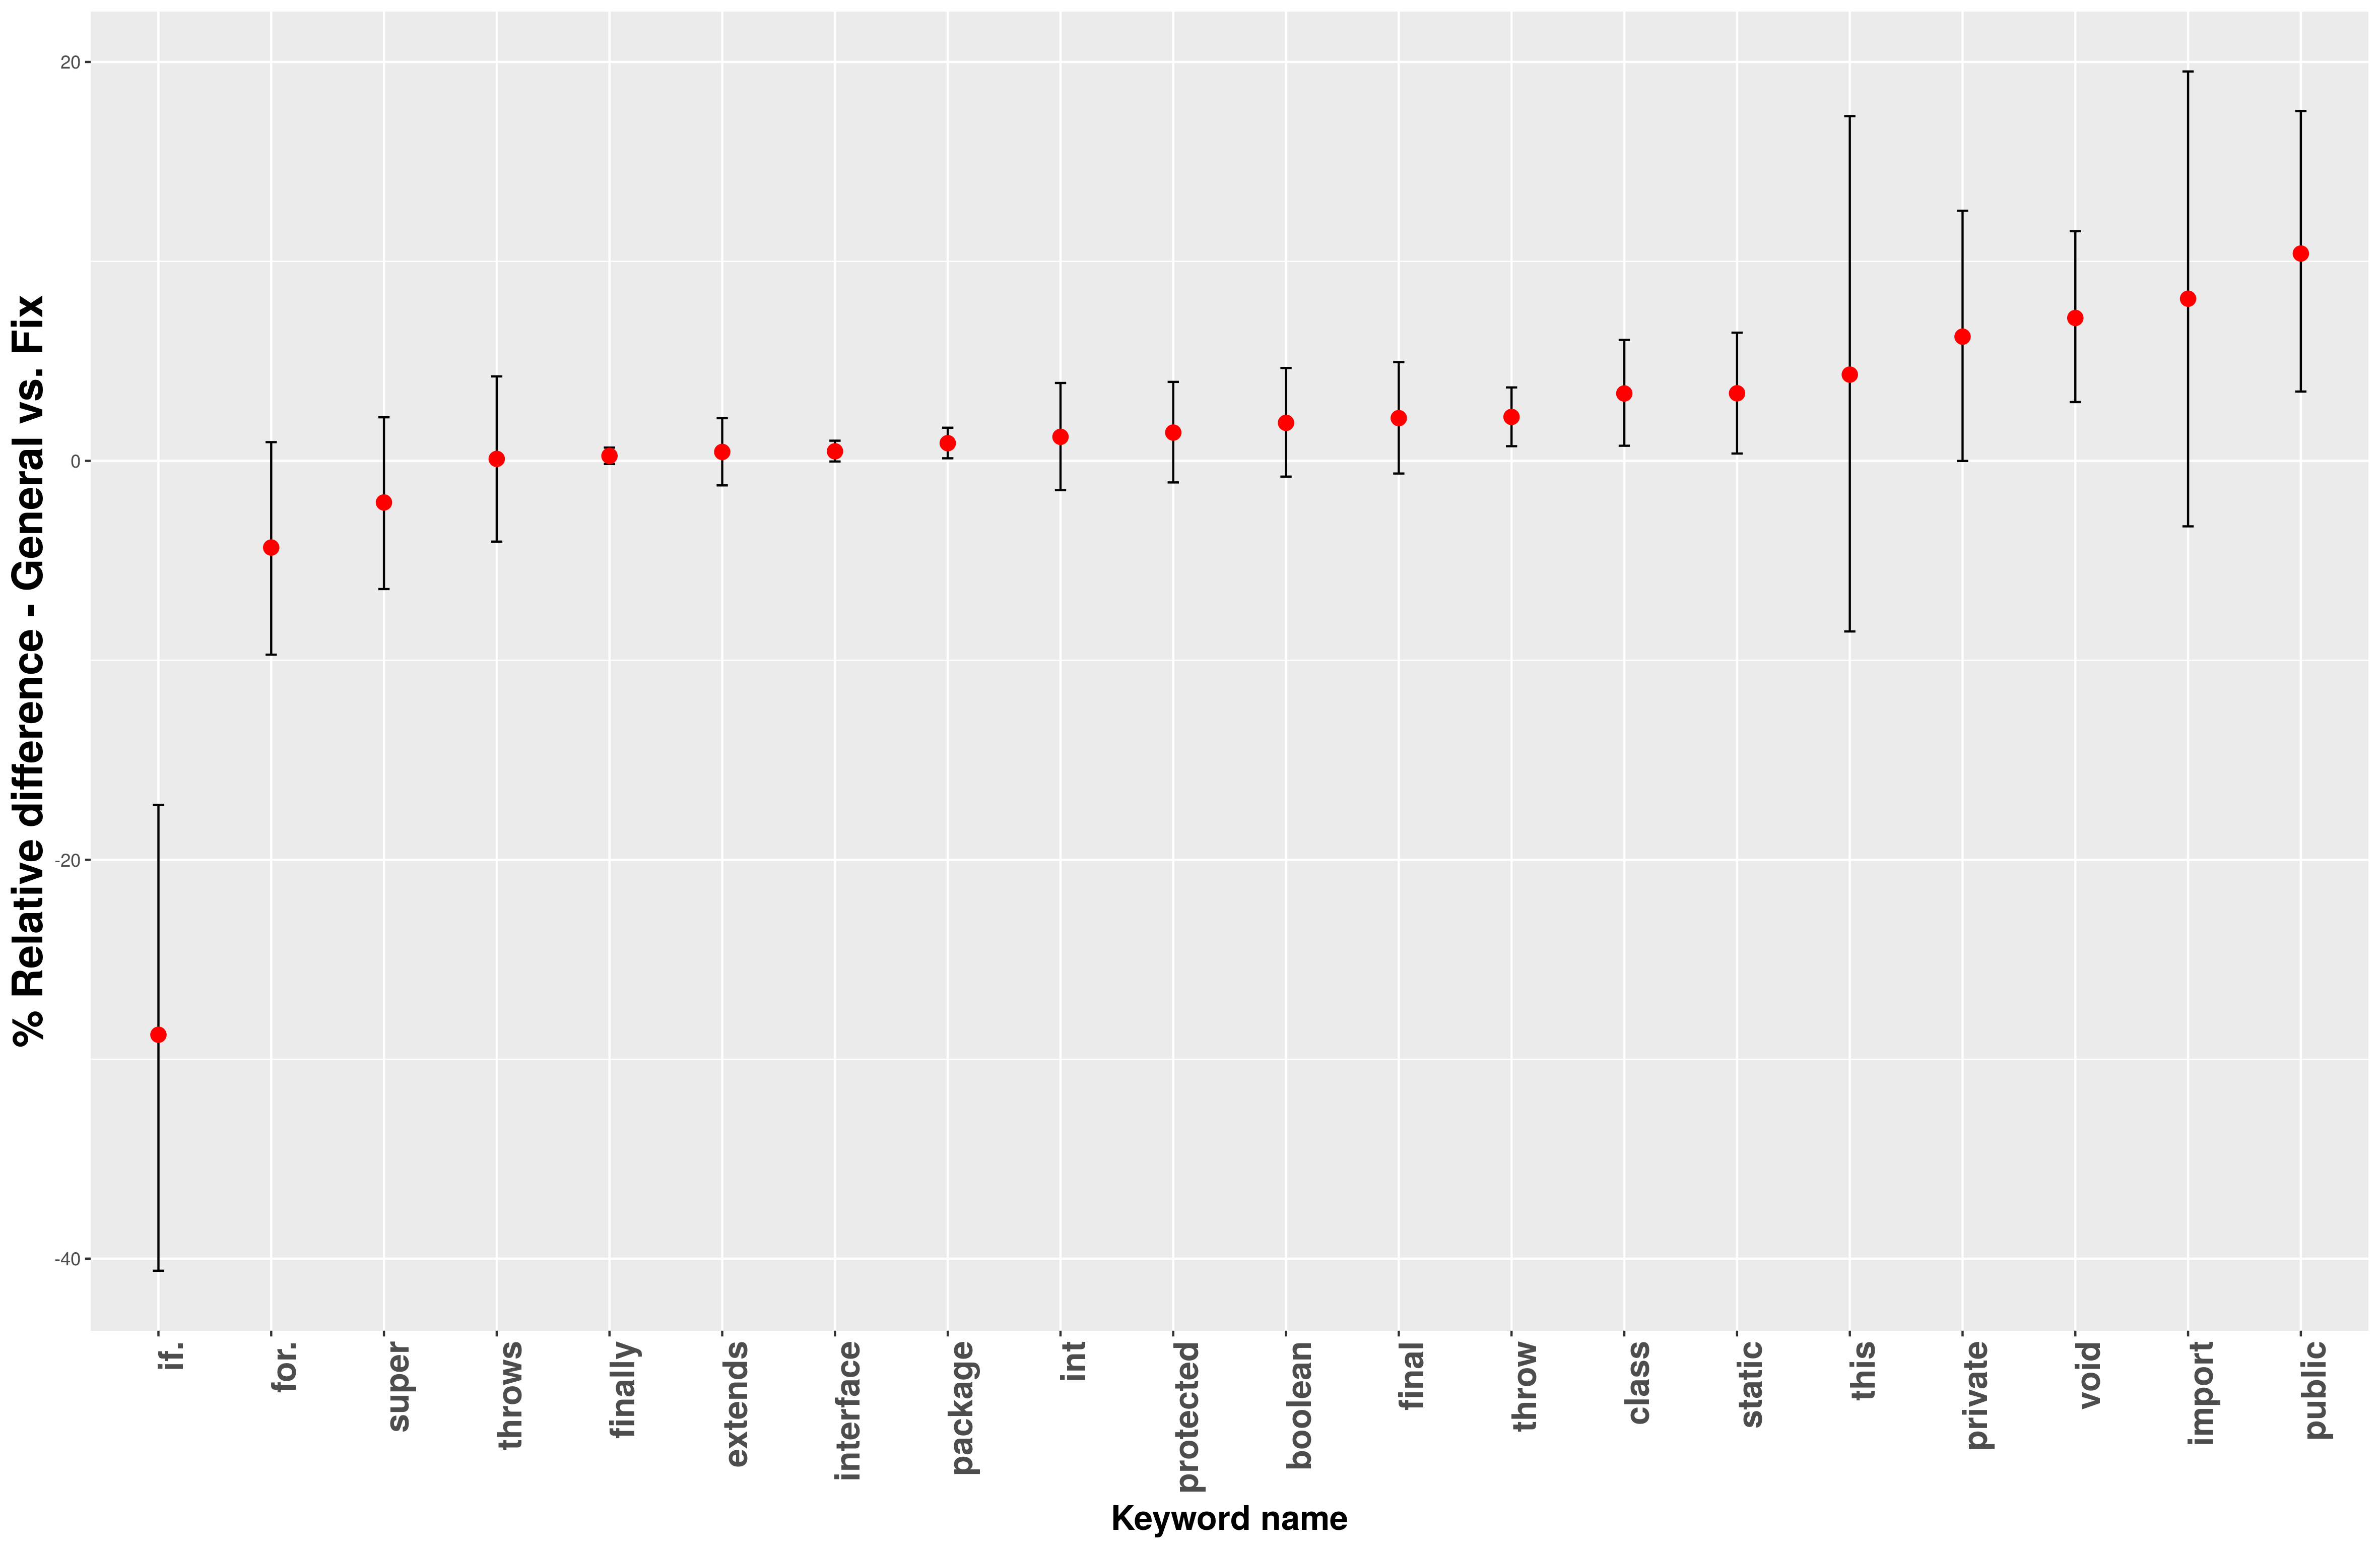 % Relative difference - General vs. Fix
20
0
-20
-40
if.
for.
super
throws
finally
extends
interface
package
int
protected
boolean
final
throw
class
static
this
private
void
import
public
Keyword name